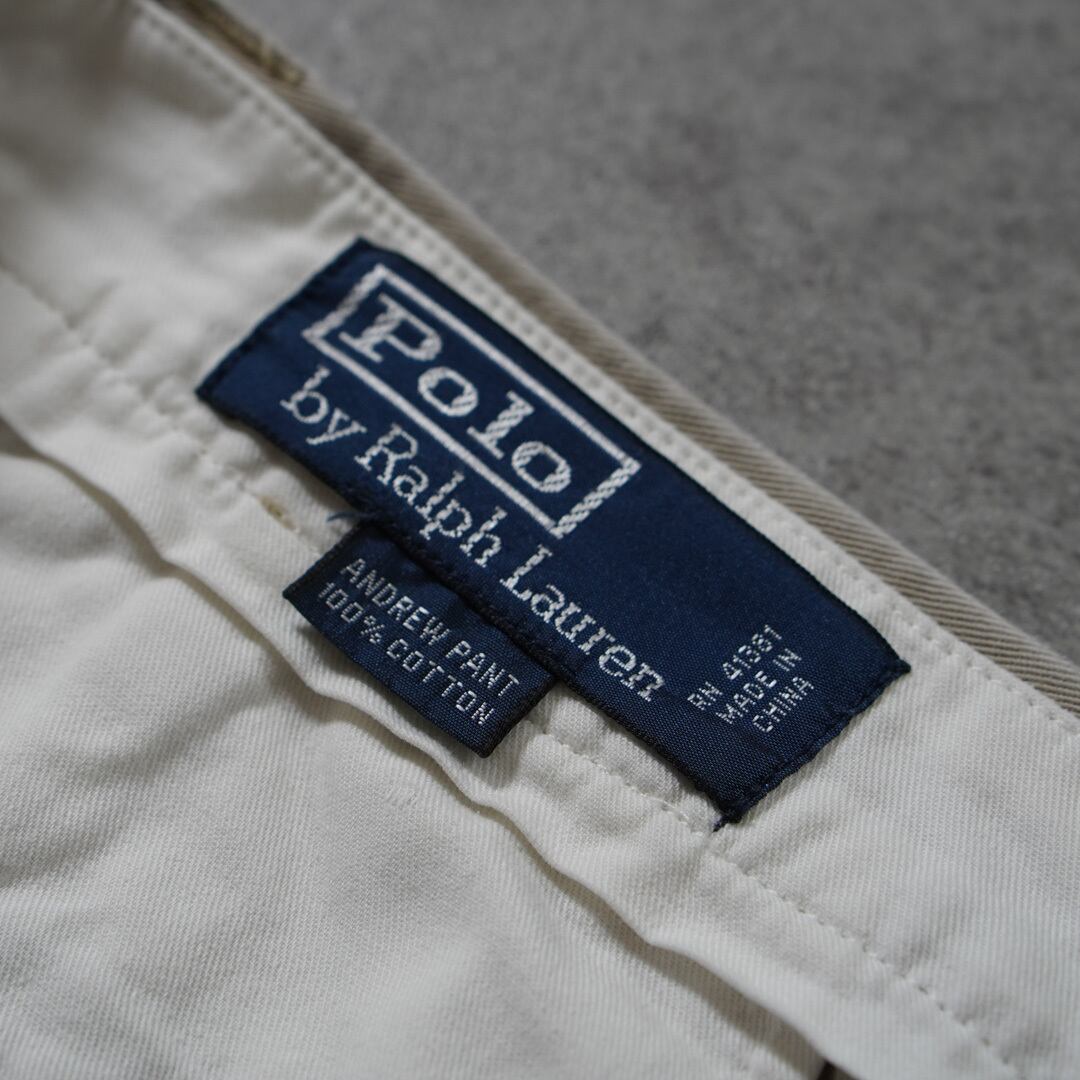 Polo
by Ralph Lauren
RN 41381
MADE IN
CHINA
ANDREW PANT
100% COTTON